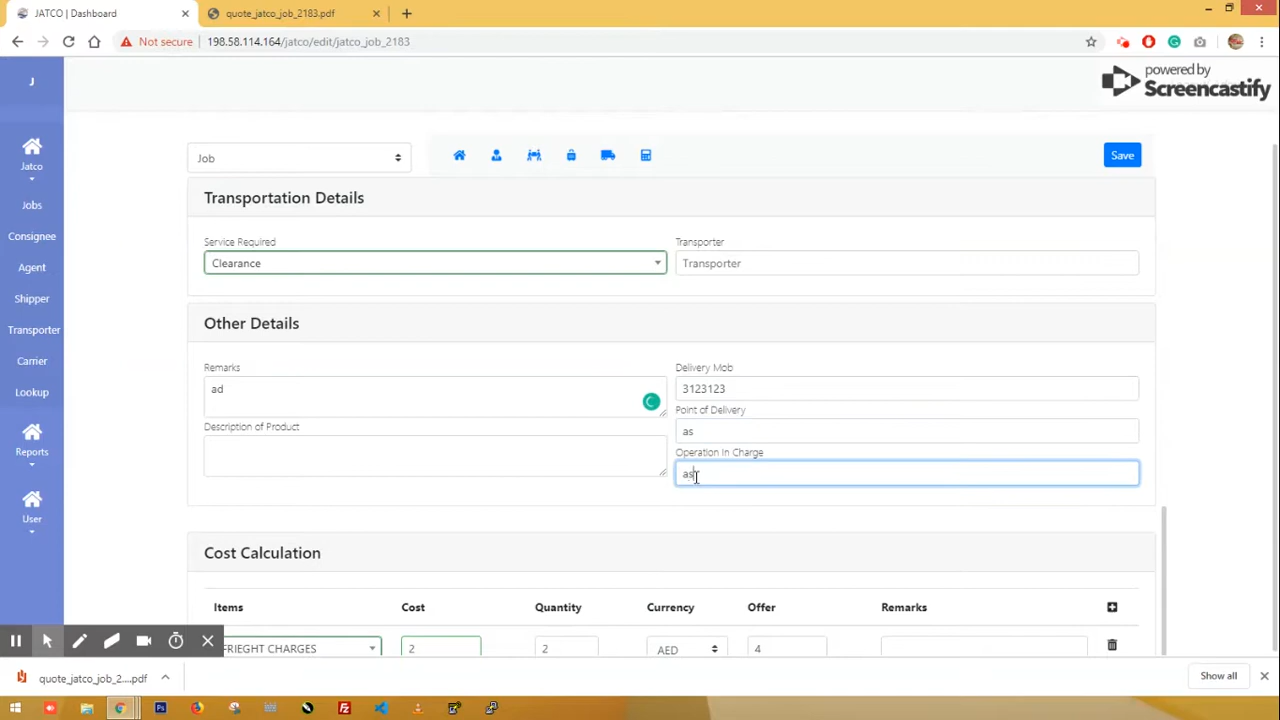 JATCO | Dashboard
quote_jatco_job_2183.pdf
Not secure | 198.58.114.164/jatco/edit/jatco_job_2183
powered by
Screencastify
J
Jatco
Jobs
Consignee
Agent
Shipper
Transporter
Carrier
Lookup
Reports
User
Job
Save
Transportation Details
Service Required
Transporter
Clearance
Transporter
Other Details
Remarks
Delivery Mob
ad
3123123
Point of Delivery
Description of Product
as
Operation In Charge
as
Cost Calculation
Items Cost Quantity Currency Offer Remarks
FRIEGHT CHARGES 2 2 AED 4
quote_jatco_job_2....pdf
Show all